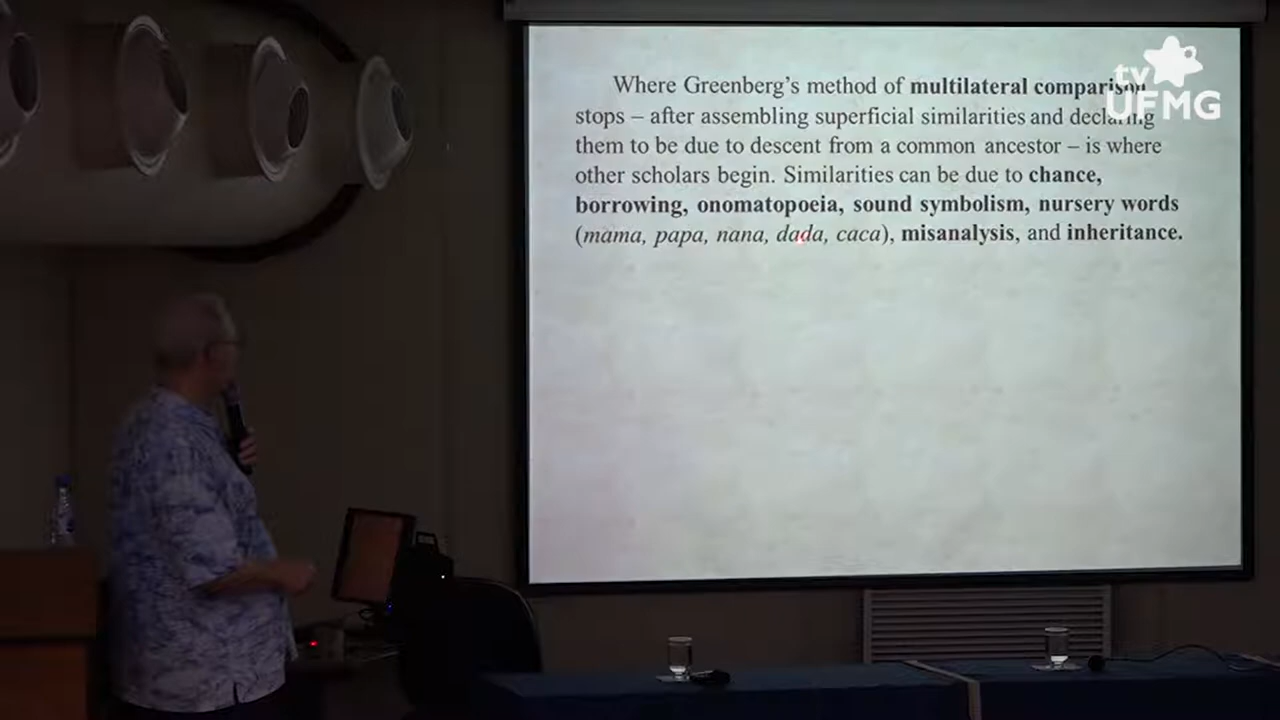 Where Greenberg's method of multilateral comparison
stops – after assembling superficial similarities and declaring
them to be due to descent from a common ancestor – is where
other scholars begin. Similarities can be due to chance,
borrowing, onomatopoeia, sound symbolism, nursery words
(mama, papa, nana, dada, caca), misanalysis, and inheritance.
tv
UFMG